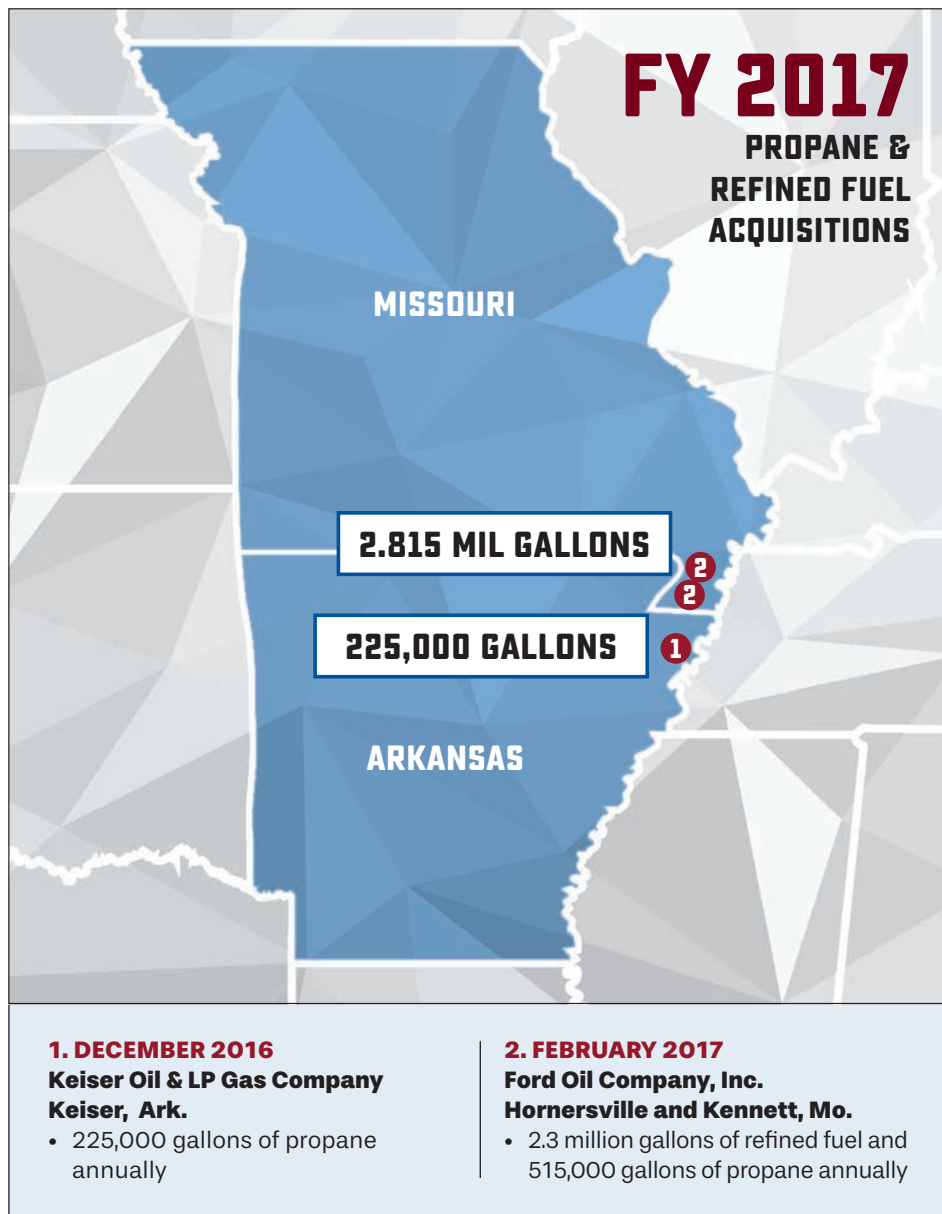 FY 2017
PROPANE &
REFINED FUEL
ACQUISITIONS
MISSOURI
2.815 MIL GALLONS
2
2
225,000 GALLONS
1
ARKANSAS
1. DECEMBER 2016
Keiser Oil & LP Gas Company
Keiser, Ark.
• 225,000 gallons of propane
annually
2. FEBRUARY 2017
Ford Oil Company, Inc.
Hornersville and Kennett, Mo.
• 2.3 million gallons of refined fuel and
515,000 gallons of propane annually